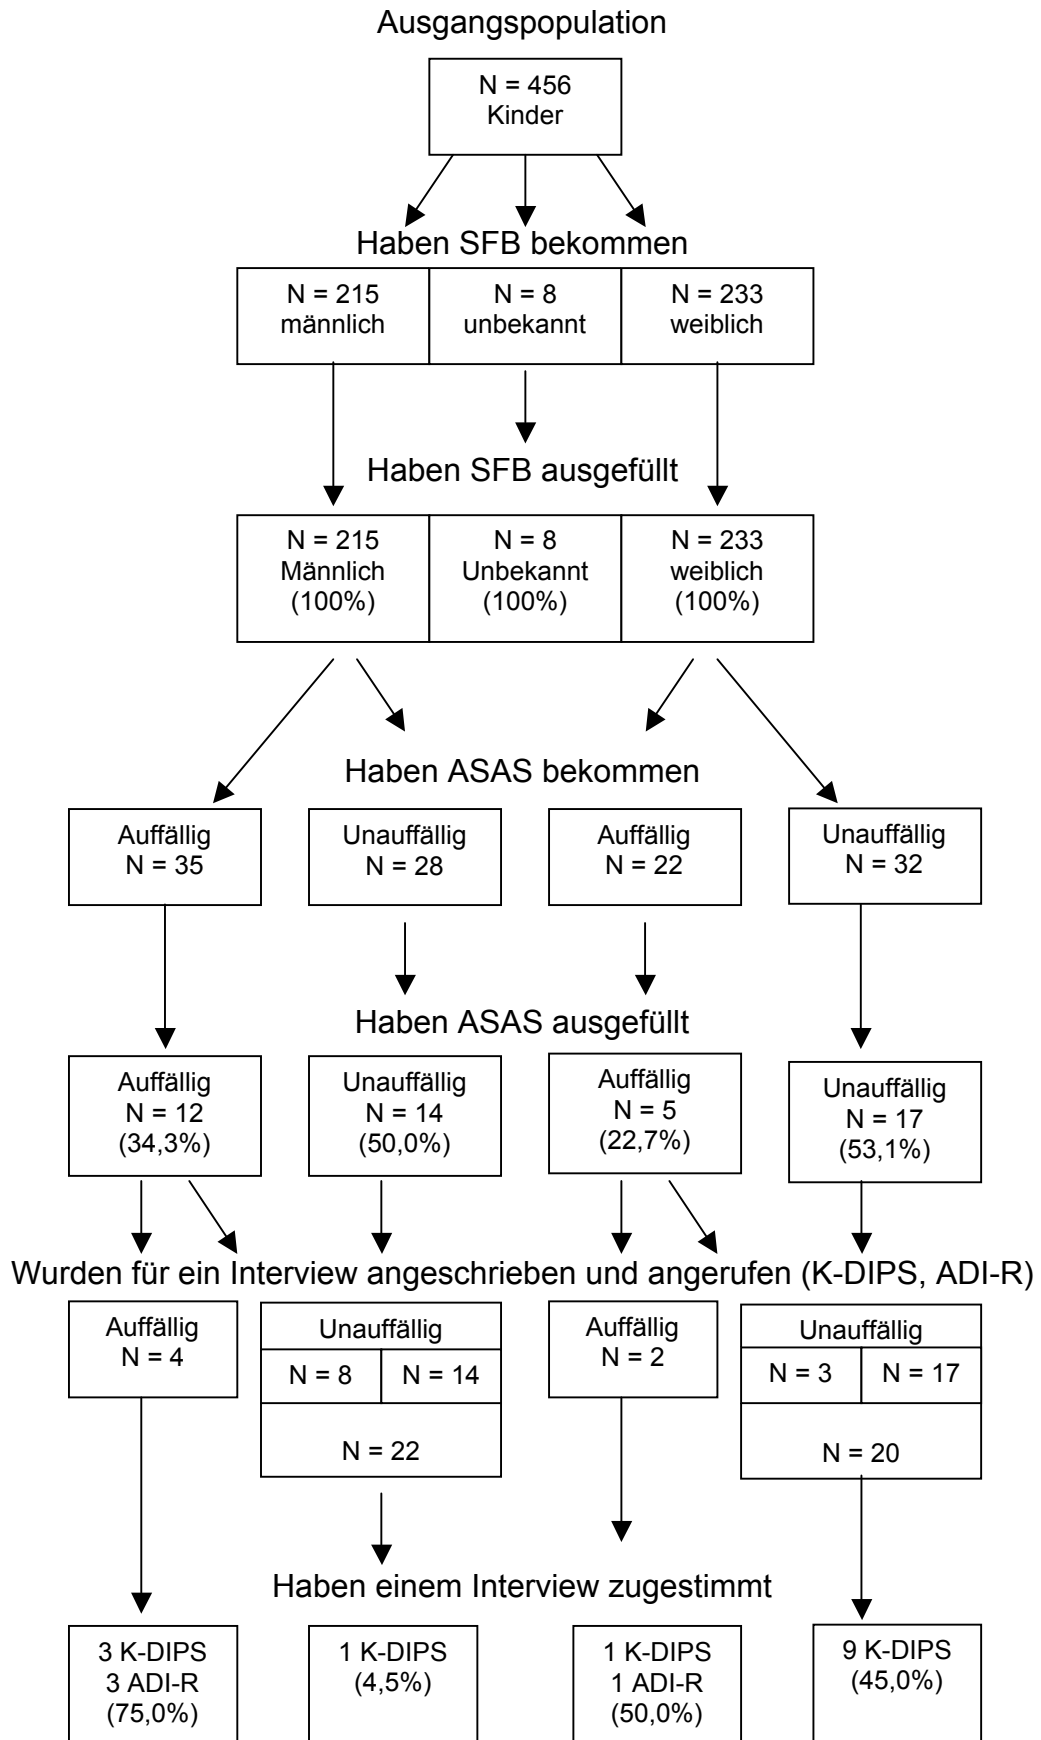 Ausgangspopulation
N = 456
Kinder
Haben SFB bekommen
N = 215
männlich
N = 8
unbekannt
N = 233
weiblich
Haben SFB ausgefüllt
N = 215
Männlich
(100%)
N = 8
Unbekannt
(100%)
N = 233
weiblich
(100%)
Haben ASAS bekommen
Auffällig
N = 35
Unauffällig
N = 28
Auffällig
N = 22
Unauffällig
N = 32
Haben ASAS ausgefüllt
Auffällig
N = 12
(34,3%)
Unauffällig
N = 14
(50,0%)
Auffällig
N = 5
(22,7%)
Unauffällig
N = 17
(53,1%)
Wurden für ein Interview angeschrieben und angerufen (K-DIPS, ADI-R)
Auffällig
N = 4
Unauffällig
N = 8
N = 14
N = 22
Auffällig
N = 2
Unauffällig
N = 3
N = 17
N = 20
Haben einem Interview zugestimmt
3 K-DIPS
3 ADI-R
(75,0%)
1 K-DIPS
(4,5%)
1 K-DIPS
1 ADI-R
(50,0%)
9 K-DIPS
(45,0%)